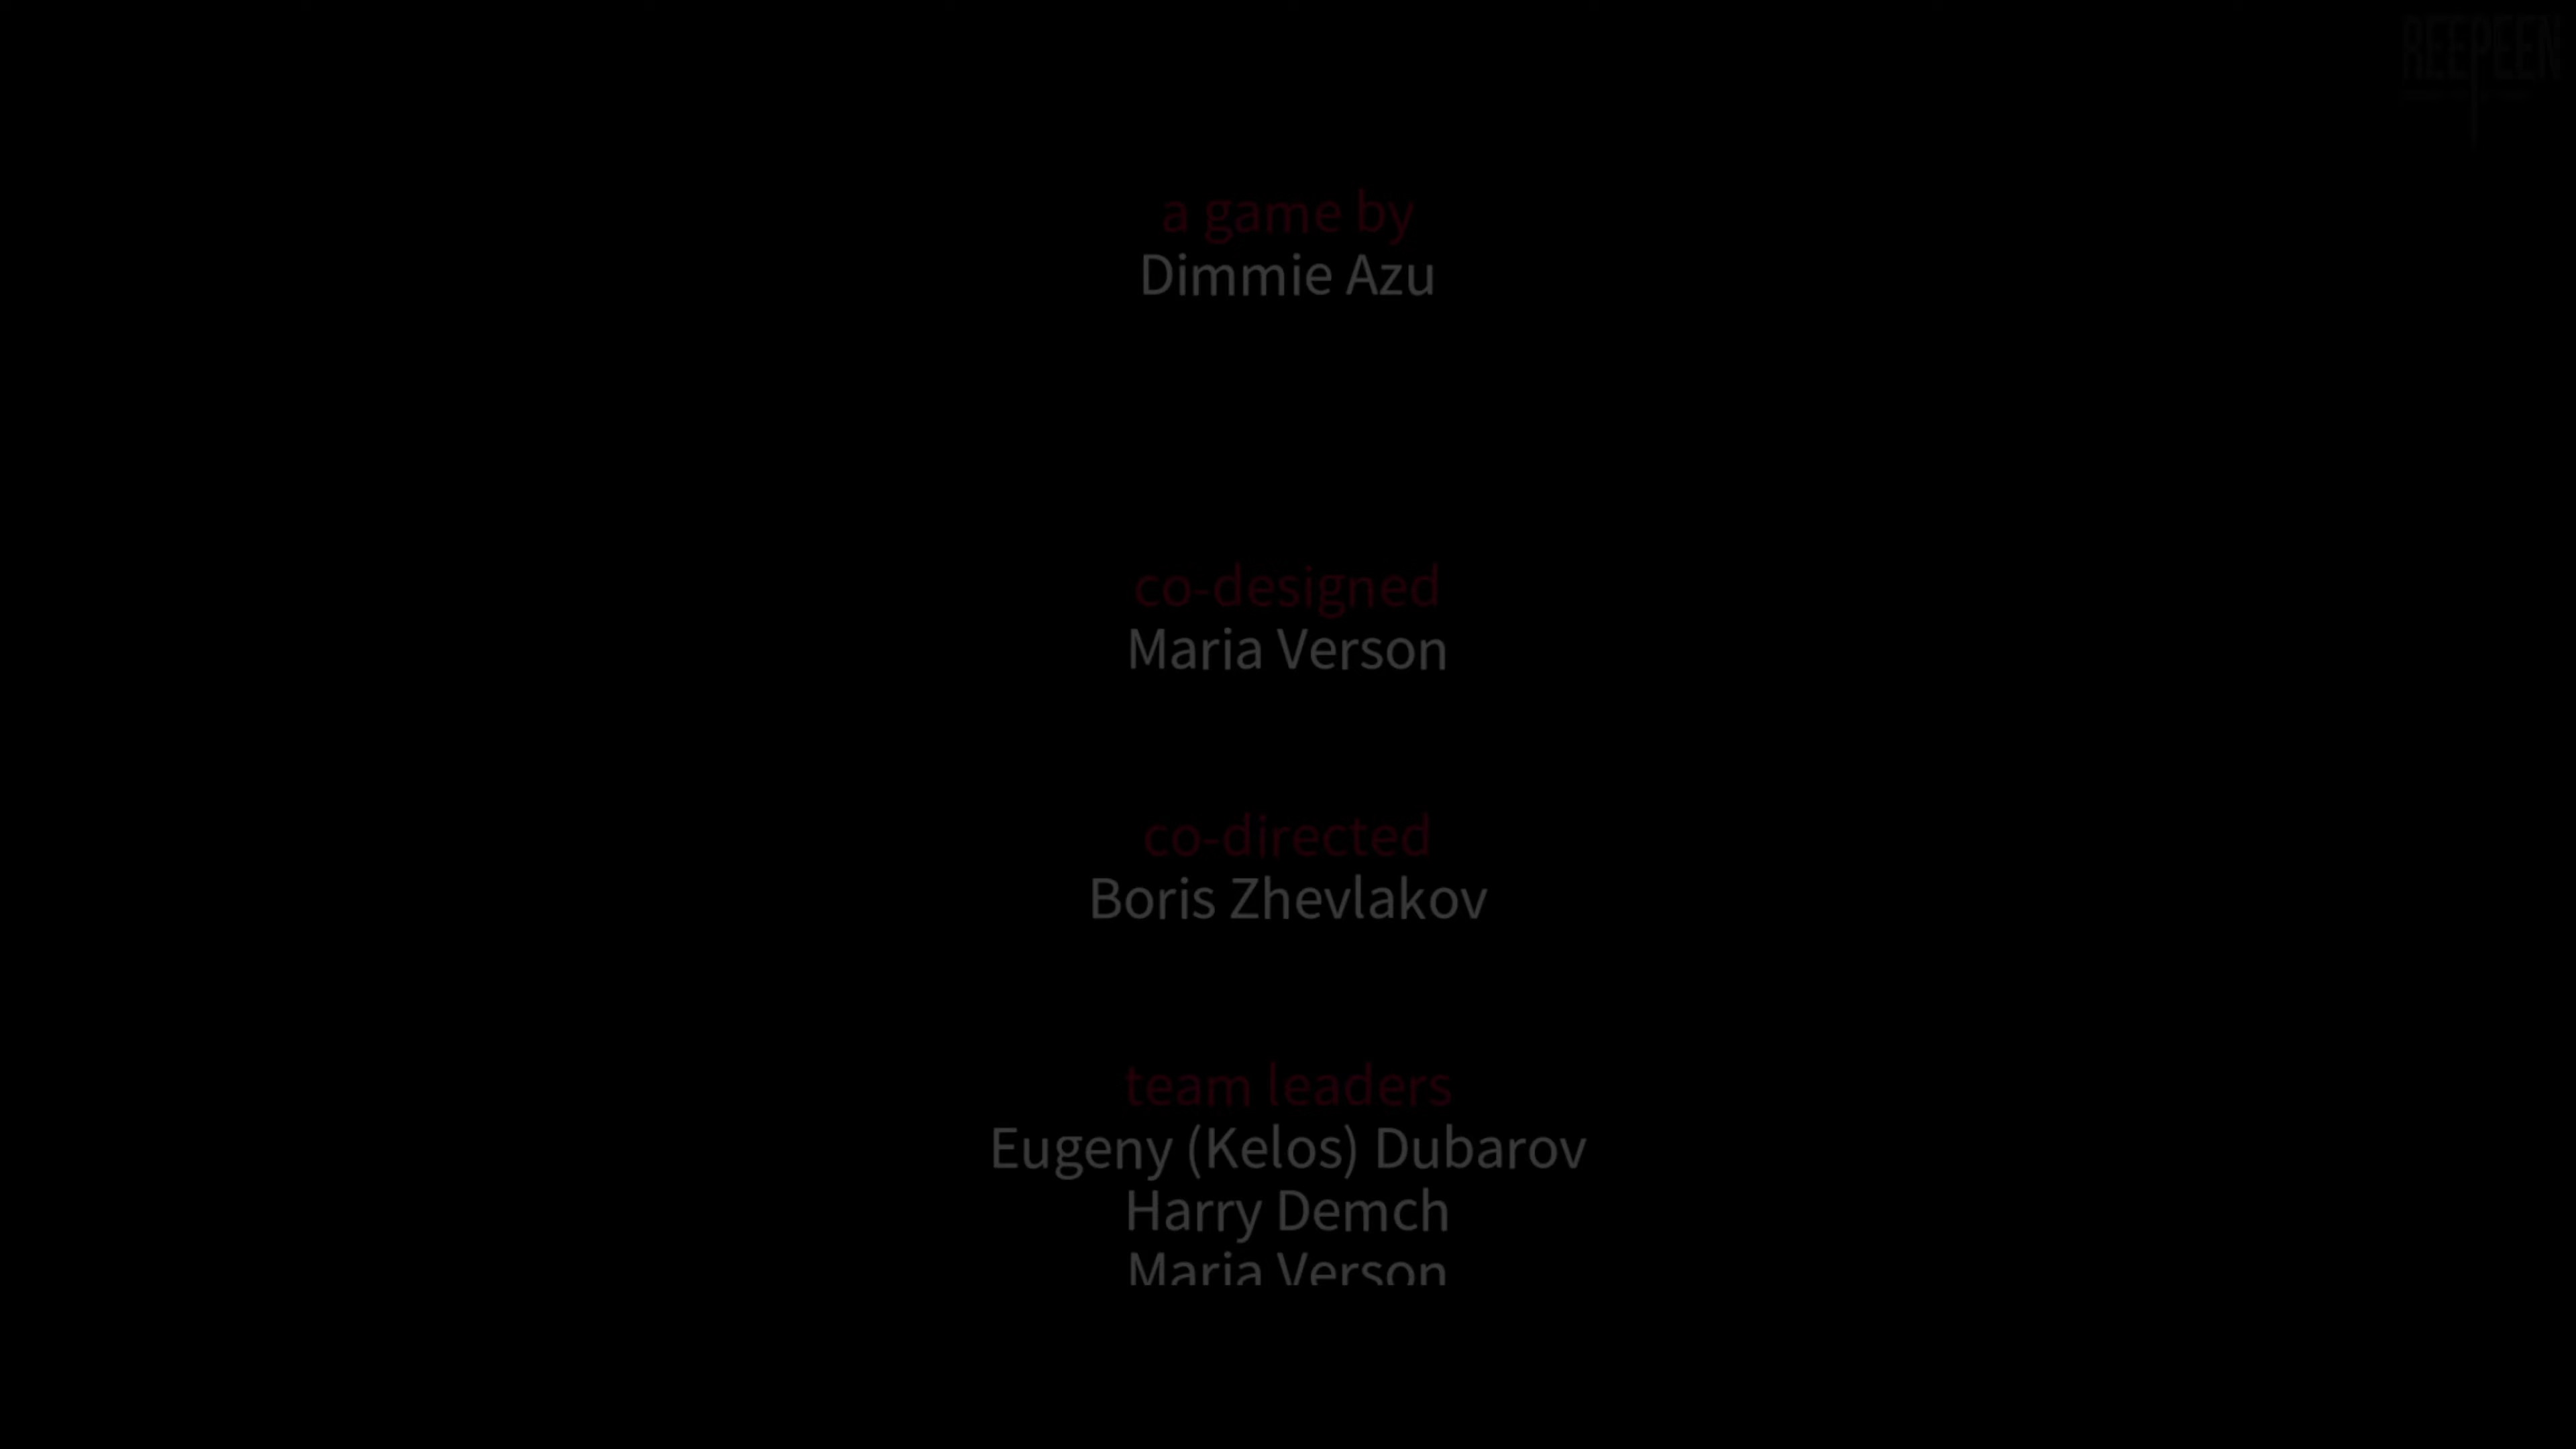 REEPEEN
a game by
Dimmie Azu
co-designed
Maria Verson
co-directed
Boris Zhevlakov
team leaders
Eugeny (Kelos) Dubarov
Harry Demch
Maria Verson